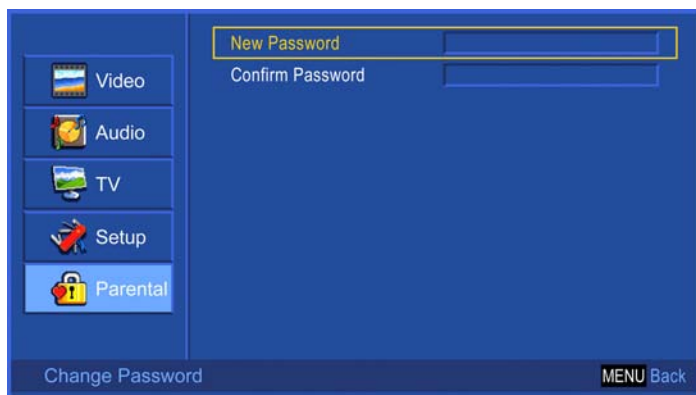 New Password
Confirm Password
Video
Audio
TV
Setup
Parental
Change Password
MENU Back